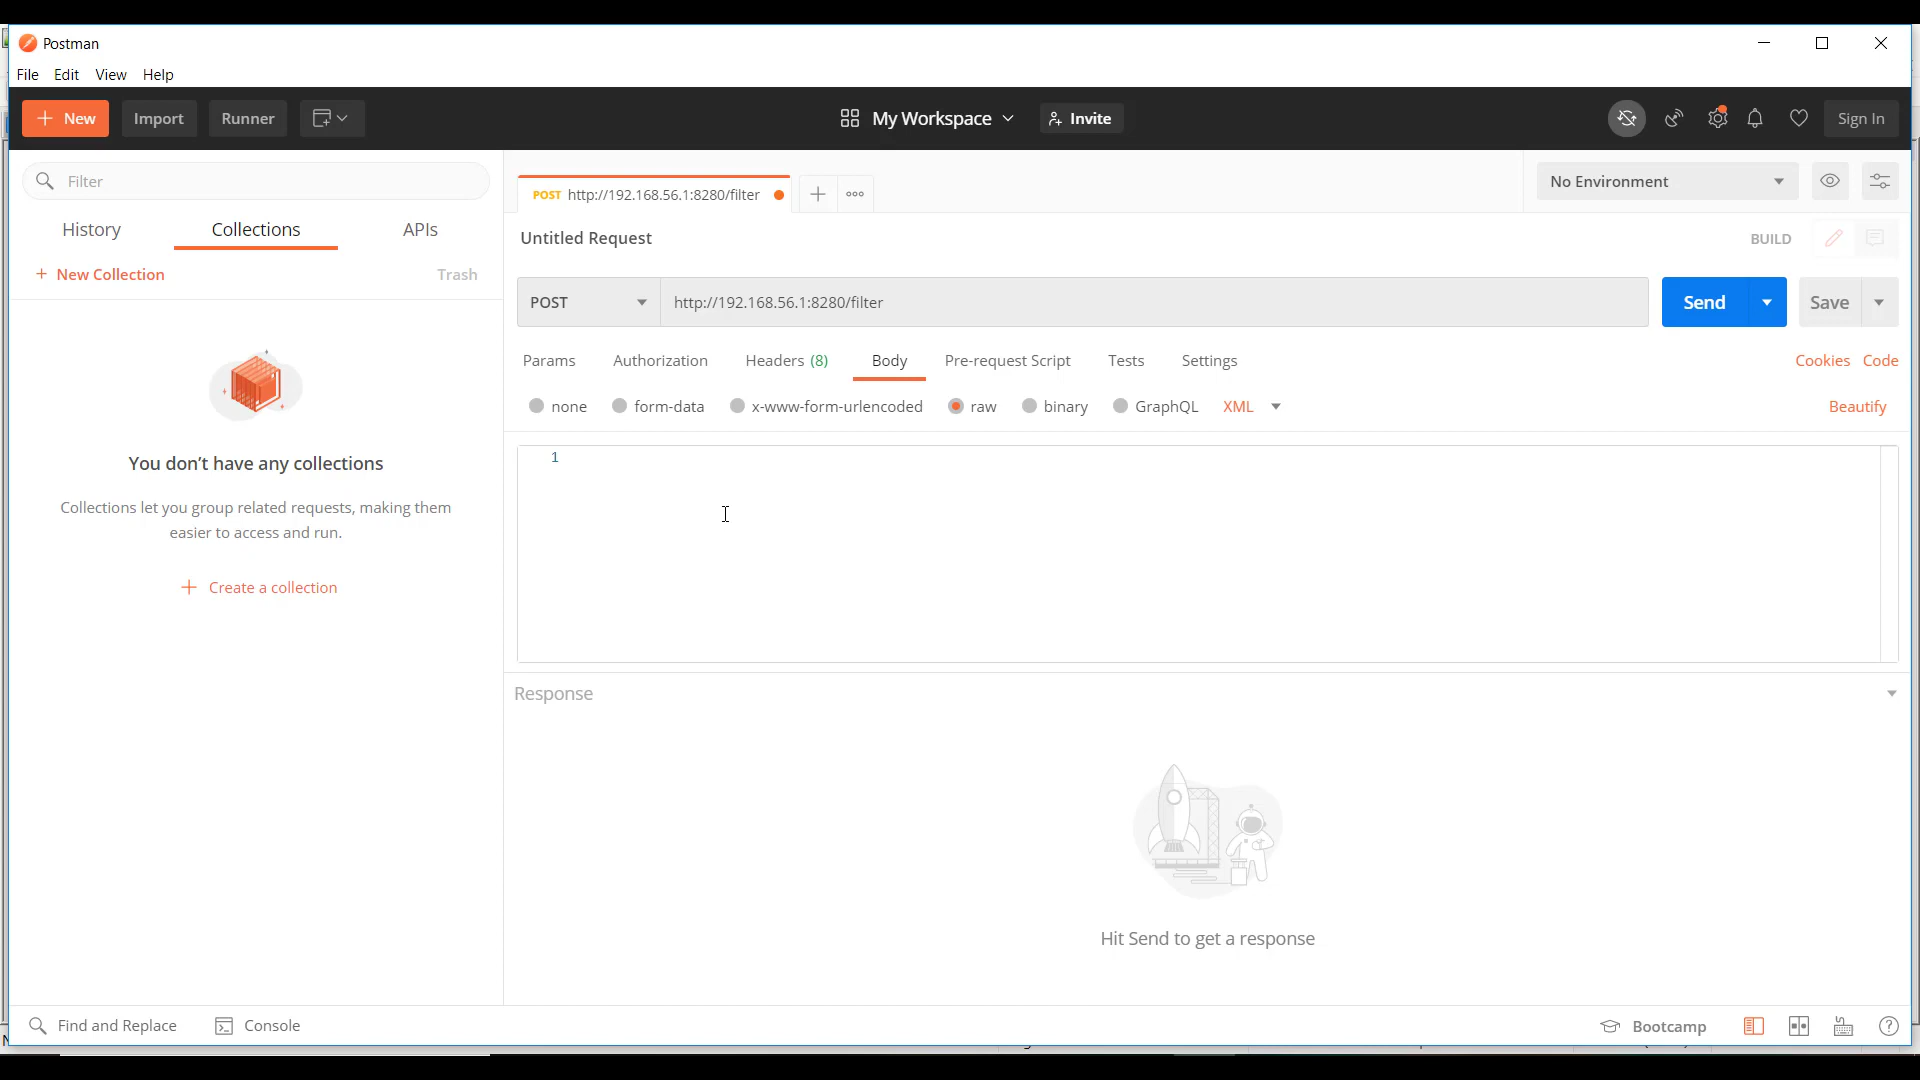 Postman
File Edit View Help
+ New Import Runner My Workspace Invite Sign In
Filter
History Collections APIs
+ New Collection Trash
You don't have any collections
Collections let you group related requests, making them
easier to access and run.
+ Create a collection
POST http://192.168.56.1:8280/filter
No Environment
Untitled Request BUILD
POST http://192.168.56.1:8280/filter Send Save
Params Authorization Headers (8) Body Pre-request Script Tests Settings Cookies Code
none form-data x-www-form-urlencoded raw binary GraphQL XML Beautify
1
Response
Hit Send to get a response
Find and Replace Console Bootcamp